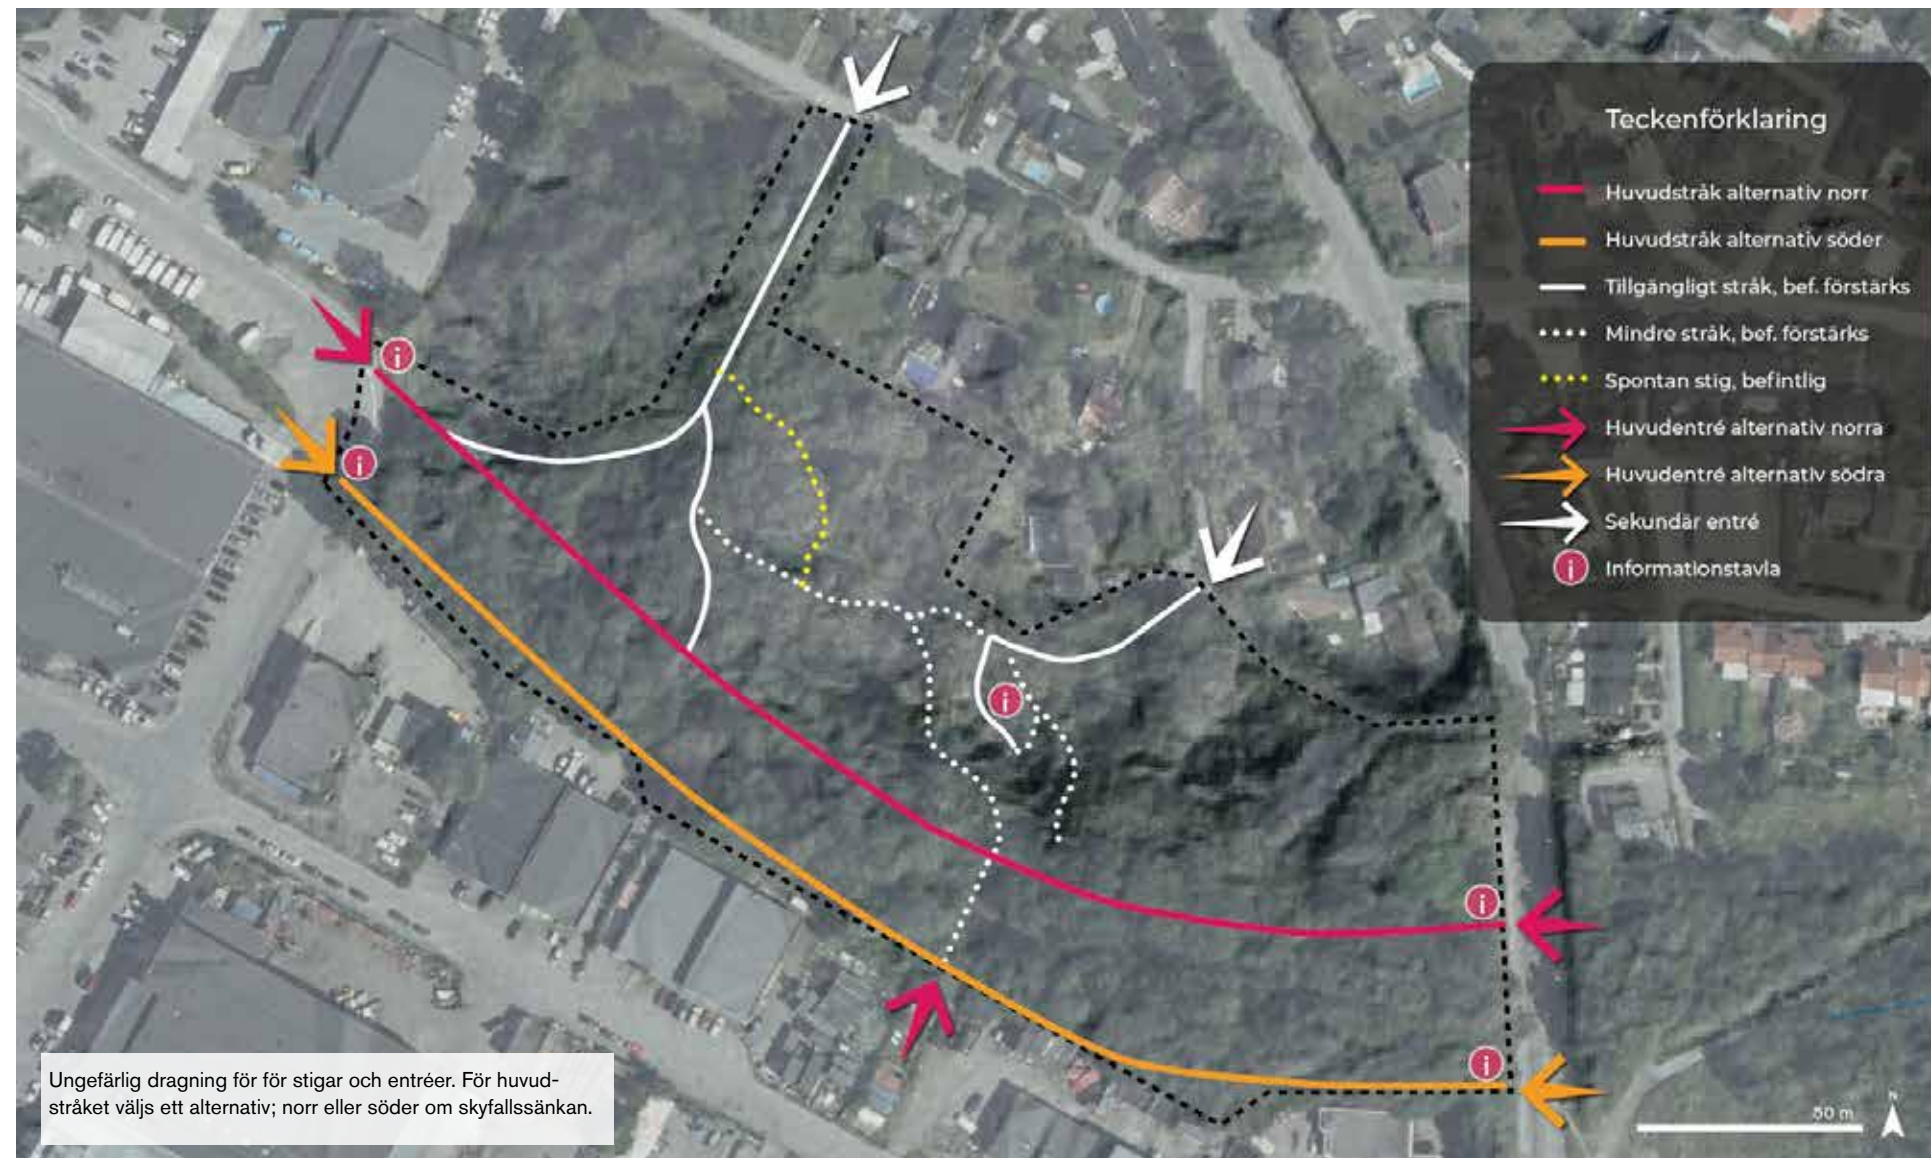 Teckenförklaring
Huvudstråk alternativ norr
Huvudstråk alternativ söder
Tillgängligt stråk, bef. förstärks
Mindre stråk, bef. förstärks
Spontan stig, befintlig
Huvudentré alternativ norra
Huvudentré alternativ södra
Sekundär entré
i Informationstavla
i
i
i
i
i
Ungefärlig dragning för för stigar och entréer. För huvud-
stråket väljs ett alternativ; norr eller söder om skyfallssänkan.
50 m
N